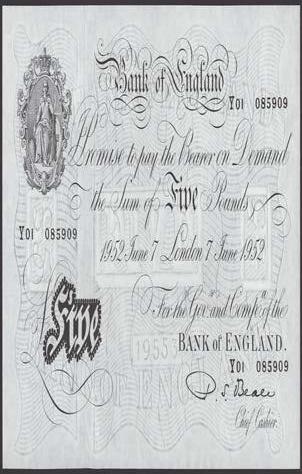 Bank of England
Y01 085909
Promise to pay the Bearer on Demand
the Sum of Five Pounds
Y01 085909
1952 June 7 London 7 June 1952
For the Govr. and Compa. of the
Five
BANK OF ENGLAND.
Y01 085909
P. S. Beale
Chief Cashier.